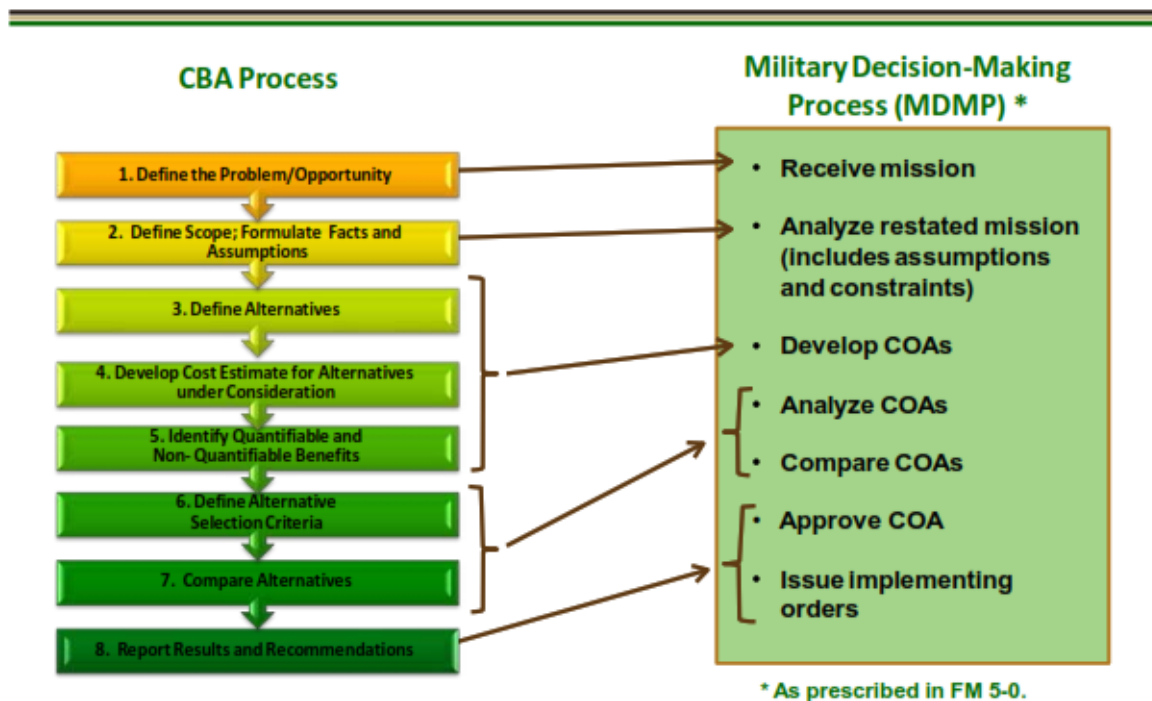 CBA Process
1. Define the Problem/Opportunity
2. Define Scope; Formulate Facts and
Assumptions
3. Define Alternatives
4. Develop Cost Estimate for Alternatives
under Consideration
5. Identify Quantifiable and
Non- Quantifiable Benefits
6. Define Alternative
Selection Criteria
7. Compare Alternatives
8. Report Results and Recommendations
Military Decision-Making
Process (MDMP) *
• Receive mission
• Analyze restated mission
(includes assumptions
and constraints)
• Develop COAs
• Analyze COAs
• Compare COAs
• Approve COA
• Issue implementing
orders
* As prescribed in FM 5-0.